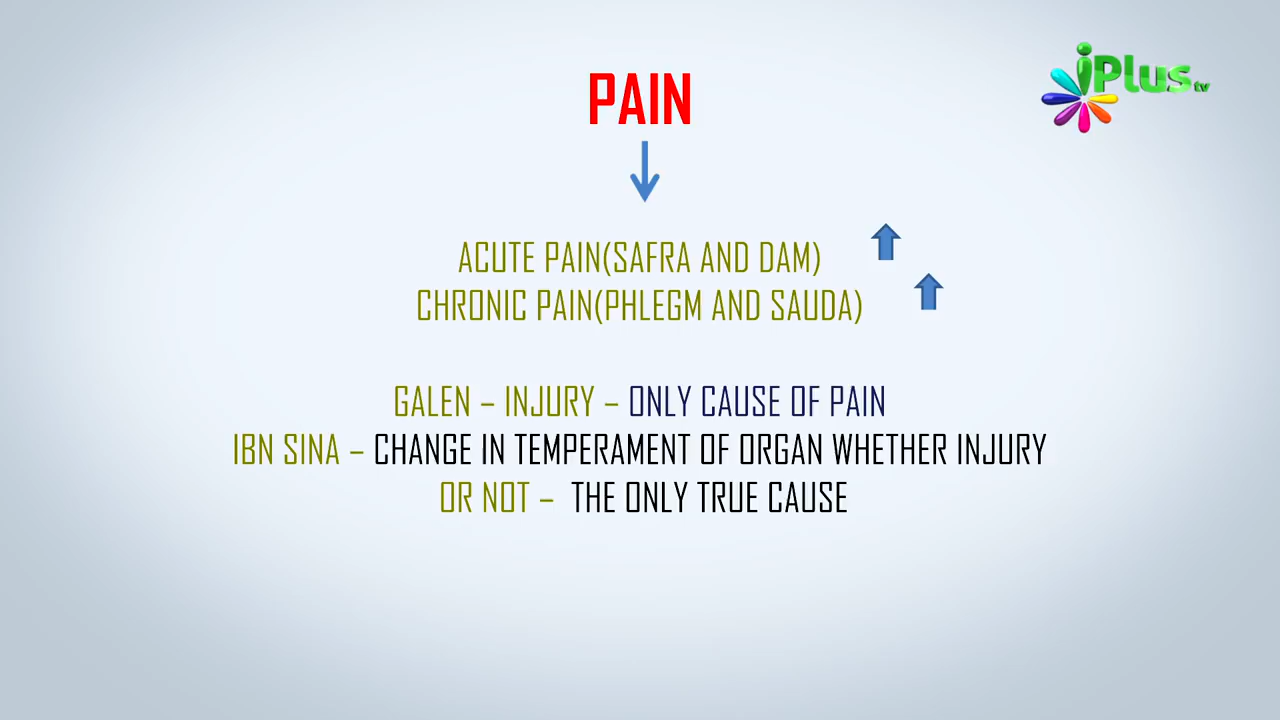 PAIN
iPlus tv
ACUTE PAIN(SAFRA AND DAM)
CHRONIC PAIN(PHLEGM AND SAUDA)
GALEN – INJURY – ONLY CAUSE OF PAIN
IBN SINA – CHANGE IN TEMPERAMENT OF ORGAN WHETHER INJURY
OR NOT – THE ONLY TRUE CAUSE